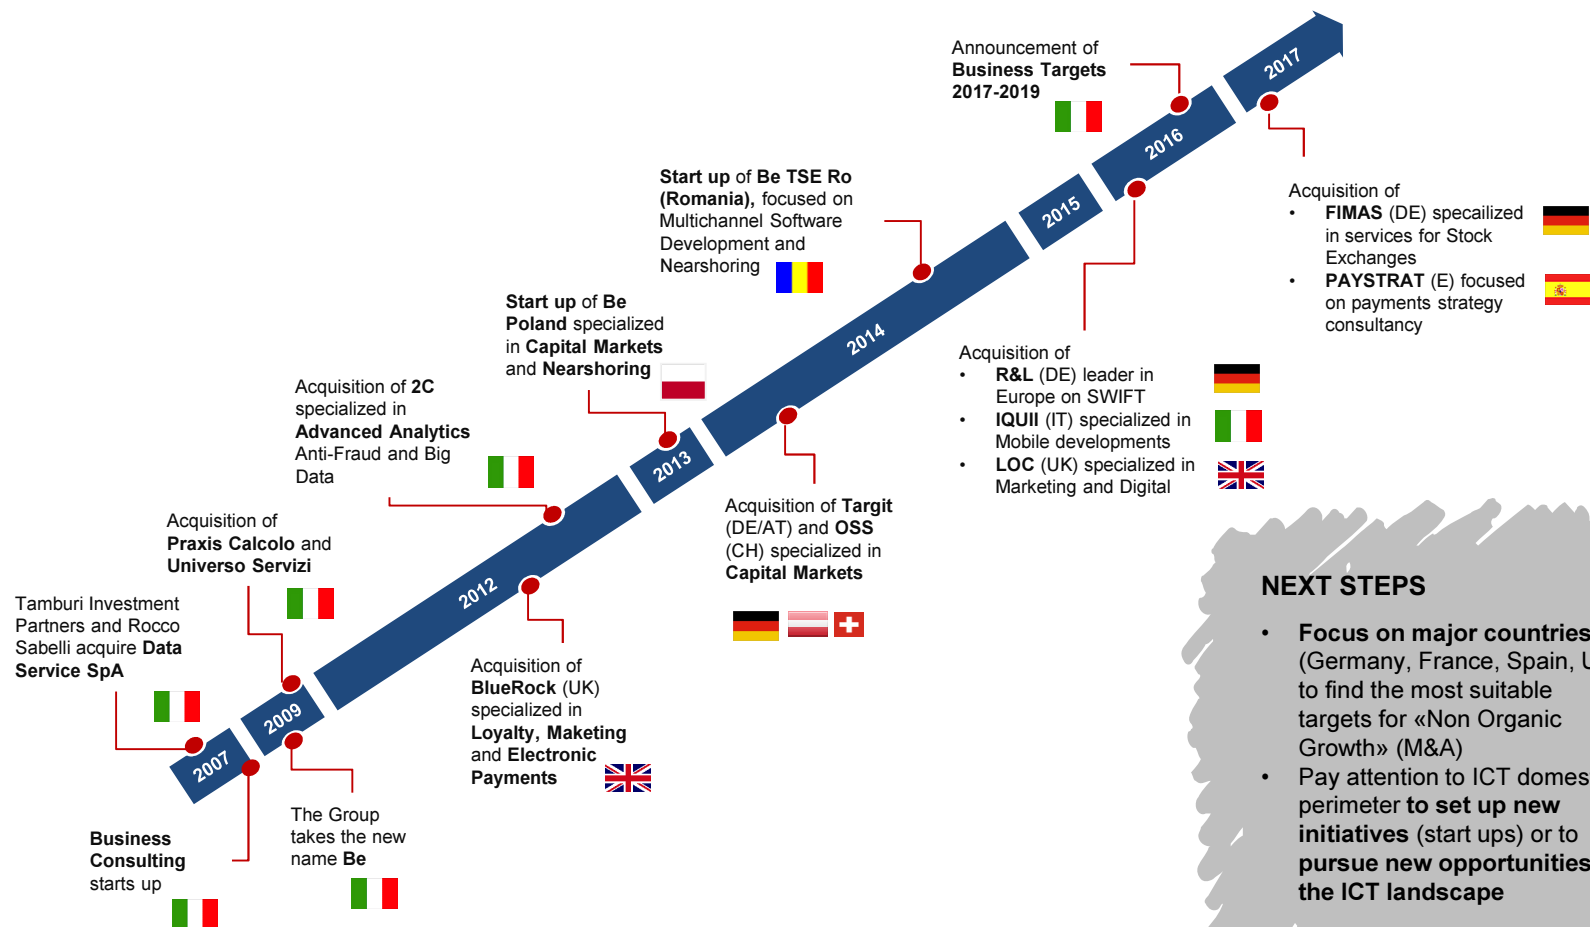 Tamburi Investment
Partners and Rocco
Sabelli acquire Data
Service SpA
2007
Business
Consulting
starts up
Acquisition of
Praxis Calcolo and
Universo Servizi
2009
The Group
takes the new
name Be
Acquisition of 2C
specialized in
Advanced Analytics
Anti-Fraud and Big
Data
2012
Acquisition of
BlueRock (UK)
specialized in
Loyalty, Maketing
and Electronic
Payments
Start up of Be
Poland specialized
in Capital Markets
and Nearshoring
2013
Start up of Be TSE Ro
(Romania), focused on
Multichannel Software
Development and
Nearshoring
2014
Acquisition of Targit
(DE/AT) and OSS
(CH) specialized in
Capital Markets
2015
Announcement of
Business Targets
2017-2019
2016
Acquisition of
• R&L (DE) leader in
Europe on SWIFT
• IQUII (IT) specialized in
Mobile developments
• LOC (UK) specialized in
Marketing and Digital
2017
Acquisition of
• FIMAS (DE) specailized
in services for Stock
Exchanges
• PAYSTRAT (E) focused
on payments strategy
consultancy
NEXT STEPS
• Focus on major countries
(Germany, France, Spain,
to find the most suitable
targets for «Non Organic
Growth» (M&A)
• Pay attention to ICT
perimeter to set up new
initiatives (start ups) or to
pursue new opportunities
the ICT landscape